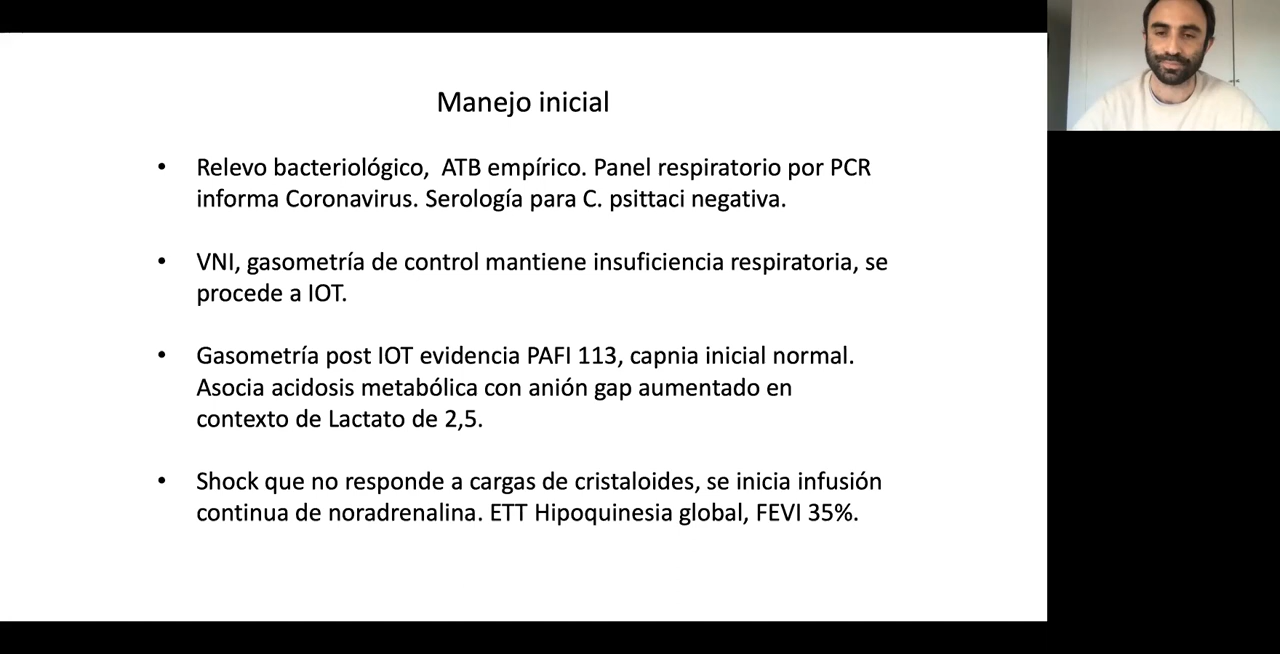 Manejo inicial
• Relevo bacteriológico,  ATB empírico. Panel respiratorio por PCR
informa Coronavirus. Serología para C. psittaci negativa.
• VNI, gasometría de control mantiene insuficiencia respiratoria, se
procede a IOT.
• Gasometría post IOT evidencia PAFI 113, capnia inicial normal.
Asocia acidosis metabólica con anión gap aumentado en
contexto de Lactato de 2,5.
• Shock que no responde a cargas de cristaloides, se inicia infusión
continua de noradrenalina. ETT Hipoquinesia global, FEVI 35%.